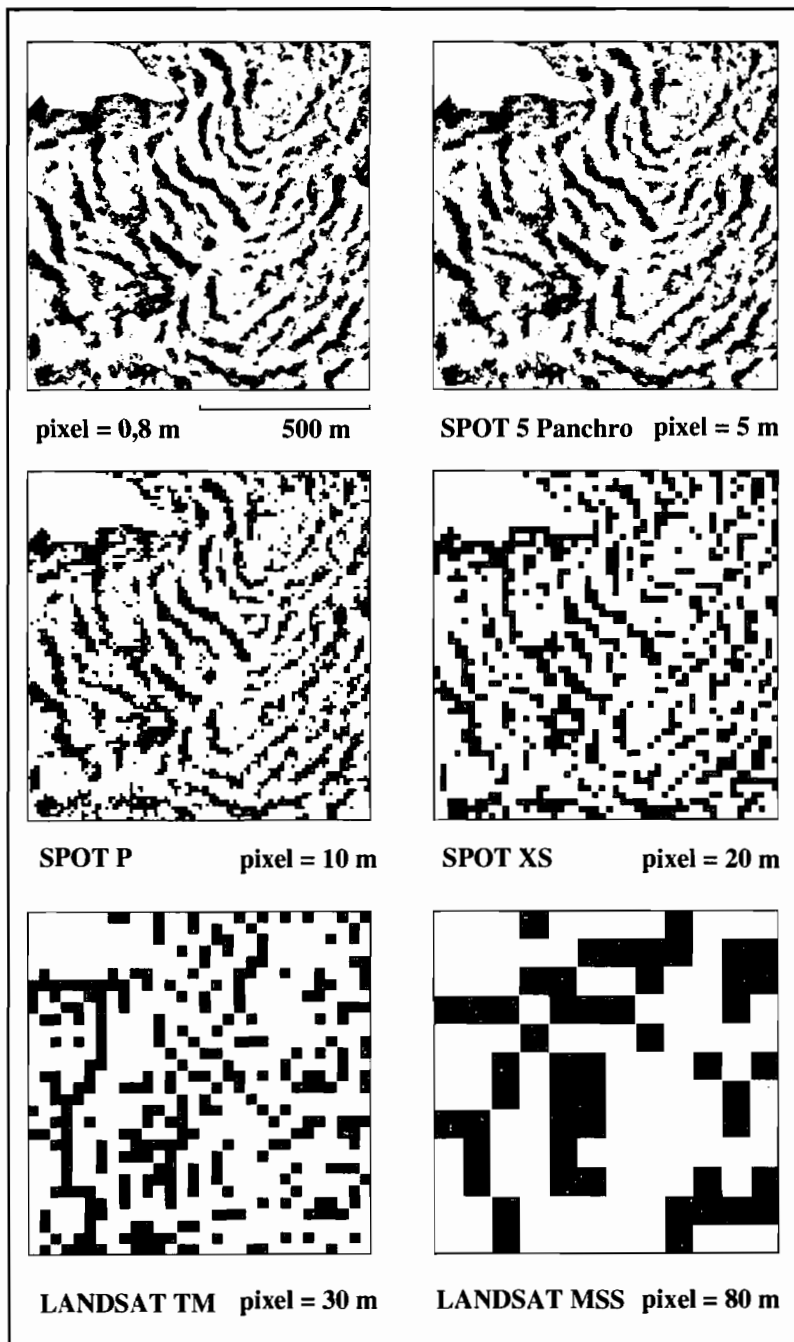 pixel = 0,8 m 500 m
SPOT 5 Panchro pixel = 5 m
SPOT P pixel = 10 m
SPOT XS pixel = 20 m
LANDSAT TM pixel = 30 m
LANDSAT MSS pixel = 80 m